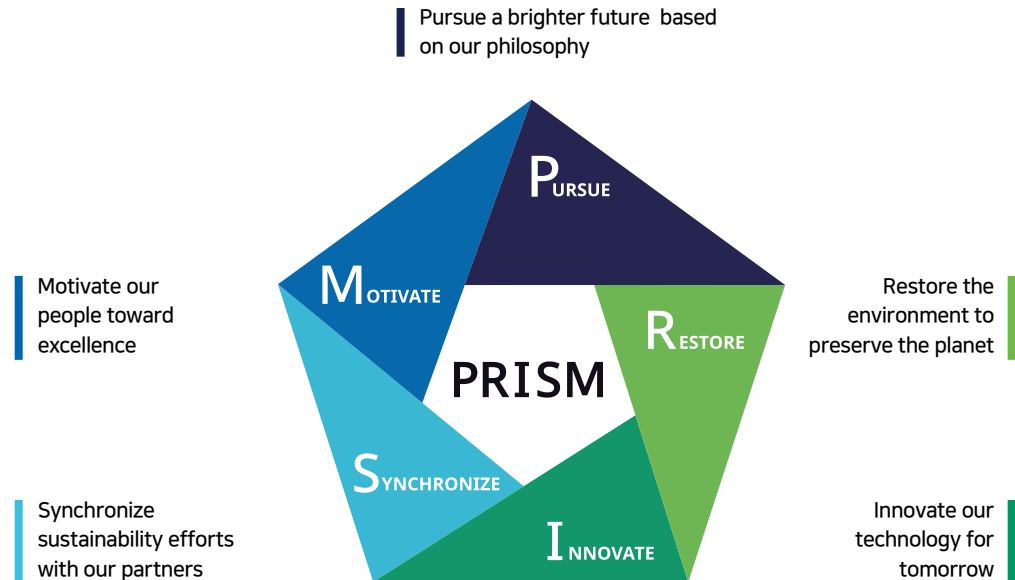 Pursue a brighter future  based
on our philosophy
PURSUE
MOTIVATE
Motivate our
people toward
excellence
RESTORE
Restore the
environment to
preserve the planet
PRISM
SYNCHRONIZE
Synchronize
sustainability efforts
with our partners
INNOVATE
Innovate our
technology for
tomorrow